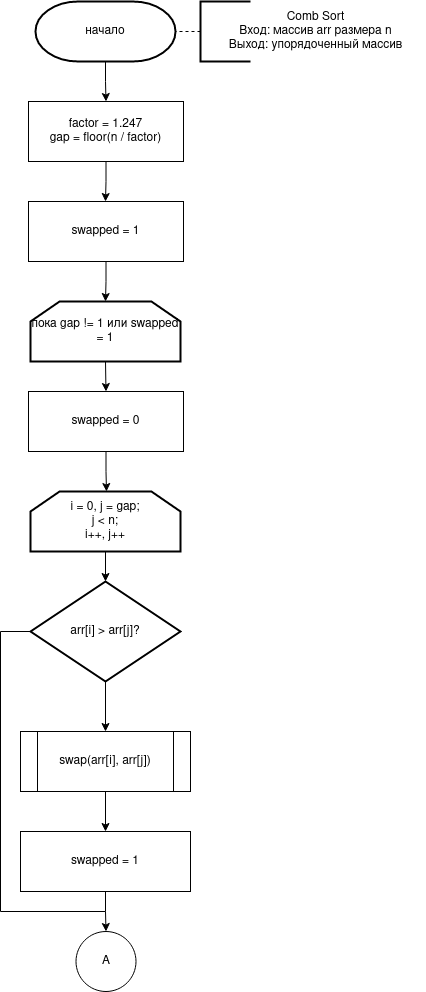 начало
Comb Sort
Вход: массив arr размера n
Выход: упорядоченный массив
factor = 1.247
gap = floor(n / factor)
swapped = 1
пока gap != 1 или swapped
= 1
swapped = 0
i = 0, j = gap;
j < n;
i++, j++
arr[i] > arr[j]?
swap(arr[i], arr[j])
swapped = 1
A